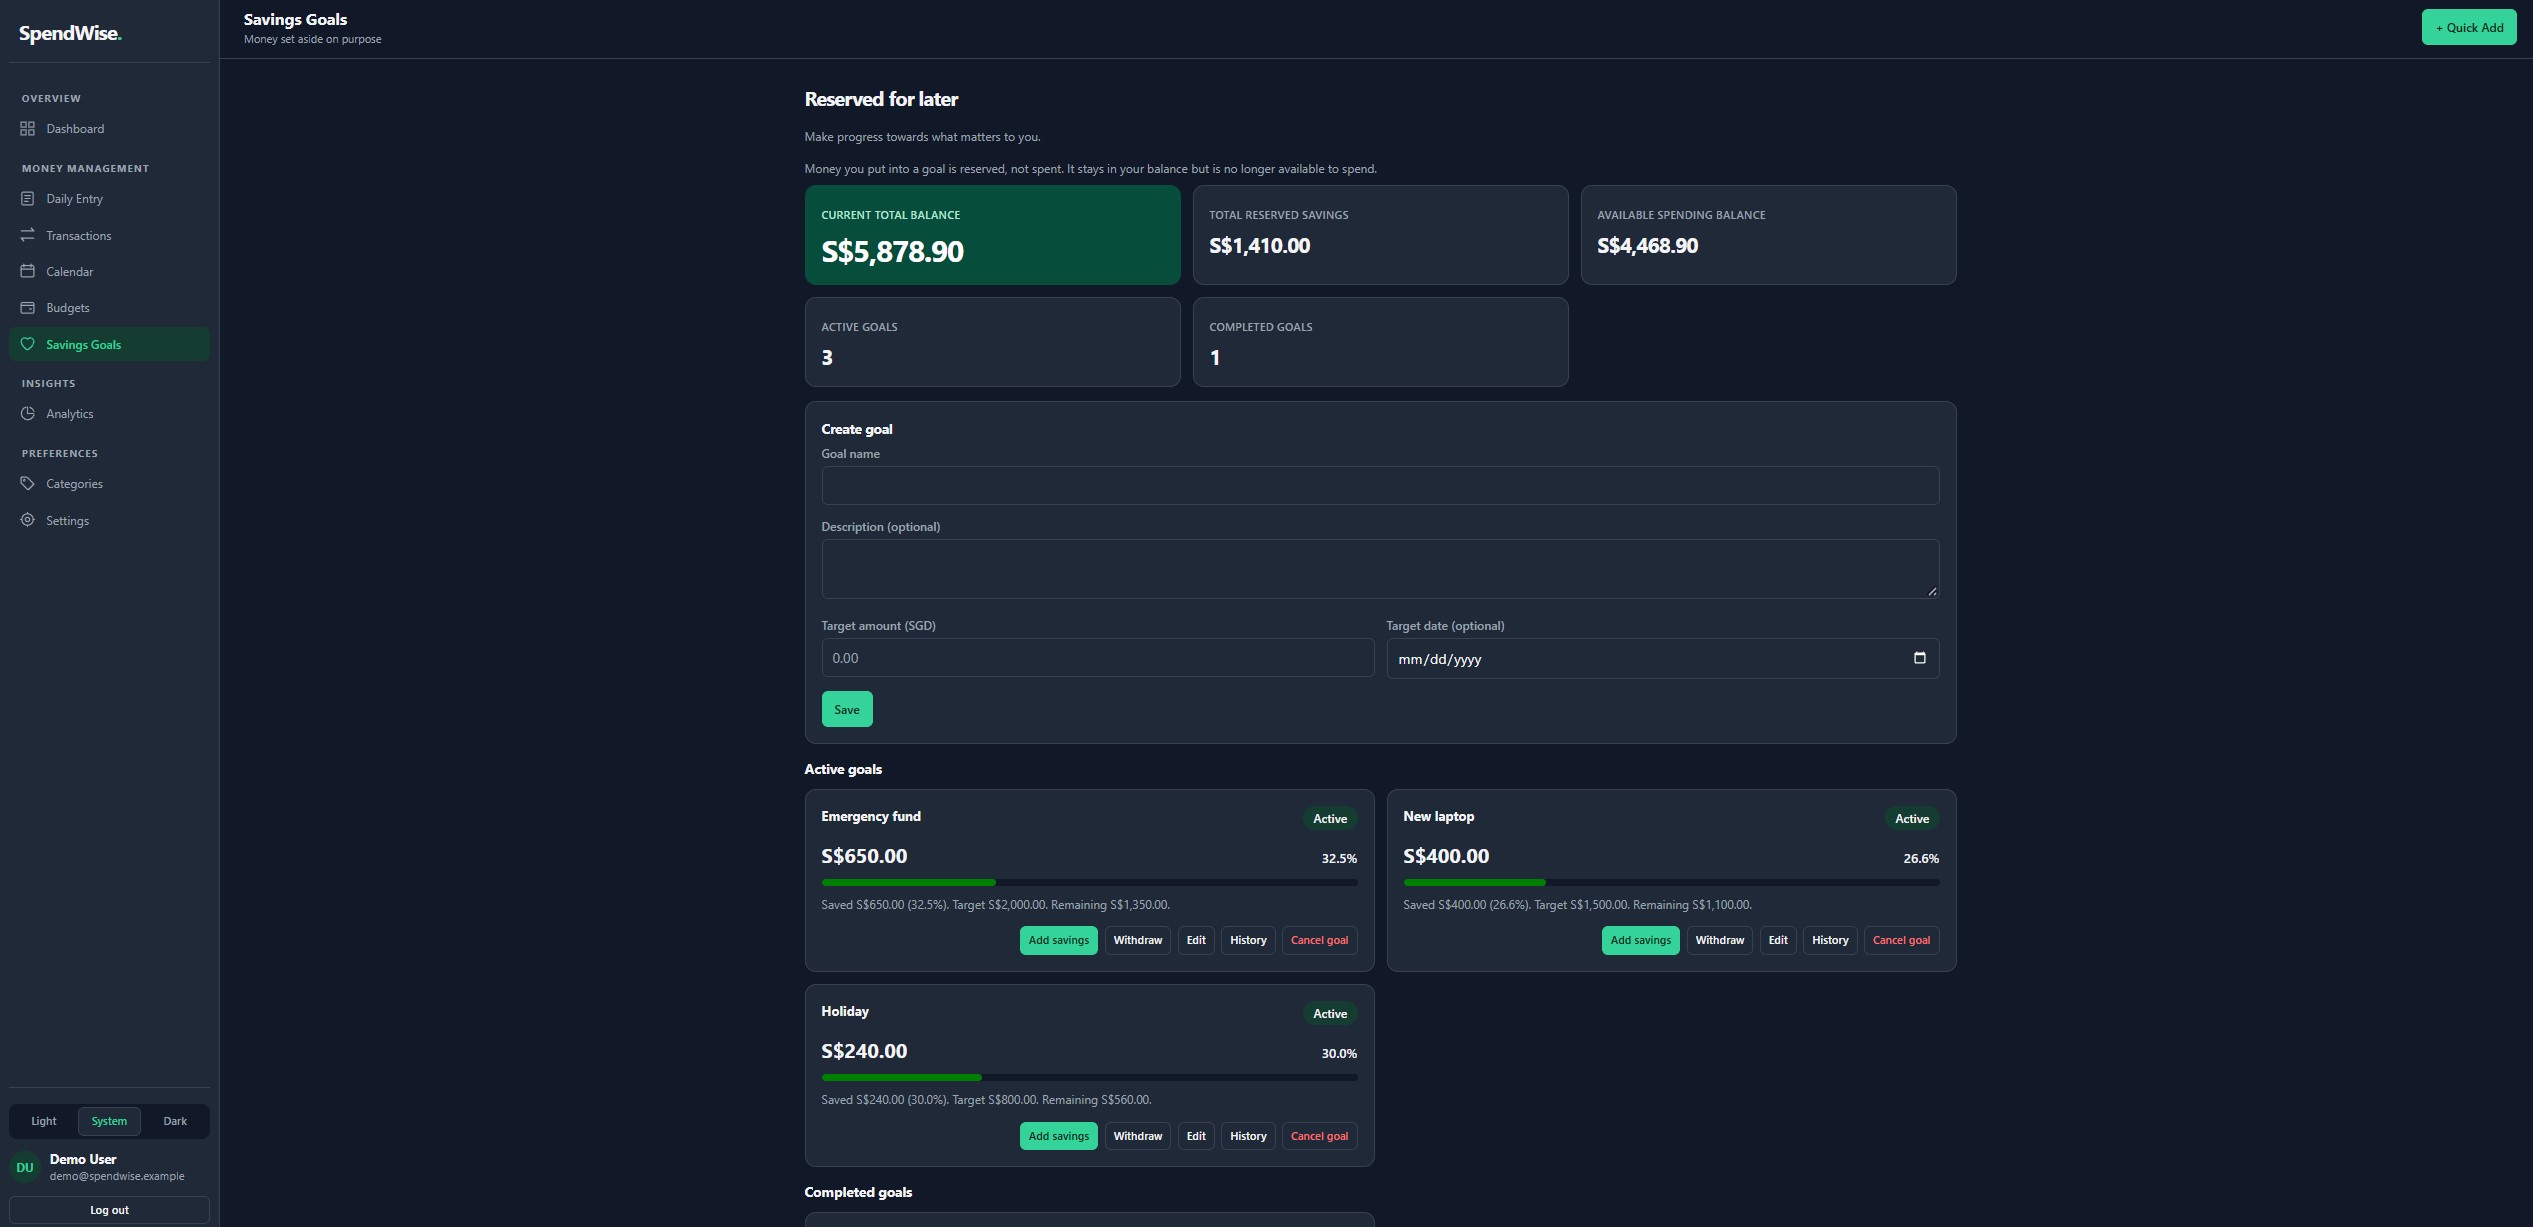 SpendWise.
OVERVIEW
Dashboard
MONEY MANAGEMENT
Daily Entry
Transactions
Calendar
Budgets
Savings Goals
INSIGHTS
Analytics
PREFERENCES
Categories
Settings
Light System Dark
DU
Demo User
demo@spendwise.example
Log out
Savings Goals
Money set aside on purpose
+ Quick Add
Reserved for later
Make progress towards what matters to you.
Money you put into a goal is reserved, not spent. It stays in your balance but is no longer available to spend.
CURRENT TOTAL BALANCE
S$5,878.90
TOTAL RESERVED SAVINGS
S$1,410.00
AVAILABLE SPENDING BALANCE
S$4,468.90
ACTIVE GOALS
3
COMPLETED GOALS
1
Create goal
Goal name
Description (optional)
Target amount (SGD)
0.00
Target date (optional)
mm/dd/yyyy
Save
Active goals
Emergency fund
Active
S$650.00
32.5%
Saved S$650.00 (32.5%). Target S$2,000.00. Remaining S$1,350.00.
Add savings Withdraw Edit History Cancel goal
New laptop
Active
S$400.00
26.6%
Saved S$400.00 (26.6%). Target S$1,500.00. Remaining S$1,100.00.
Add savings Withdraw Edit History Cancel goal
Holiday
Active
S$240.00
30.0%
Saved S$240.00 (30.0%). Target S$800.00. Remaining S$560.00.
Add savings Withdraw Edit History Cancel goal
Completed goals